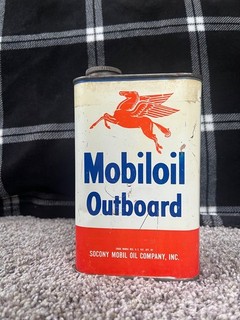 Mobiloil
Outboard
SOCONY MOBIL OIL COMPANY, INC.